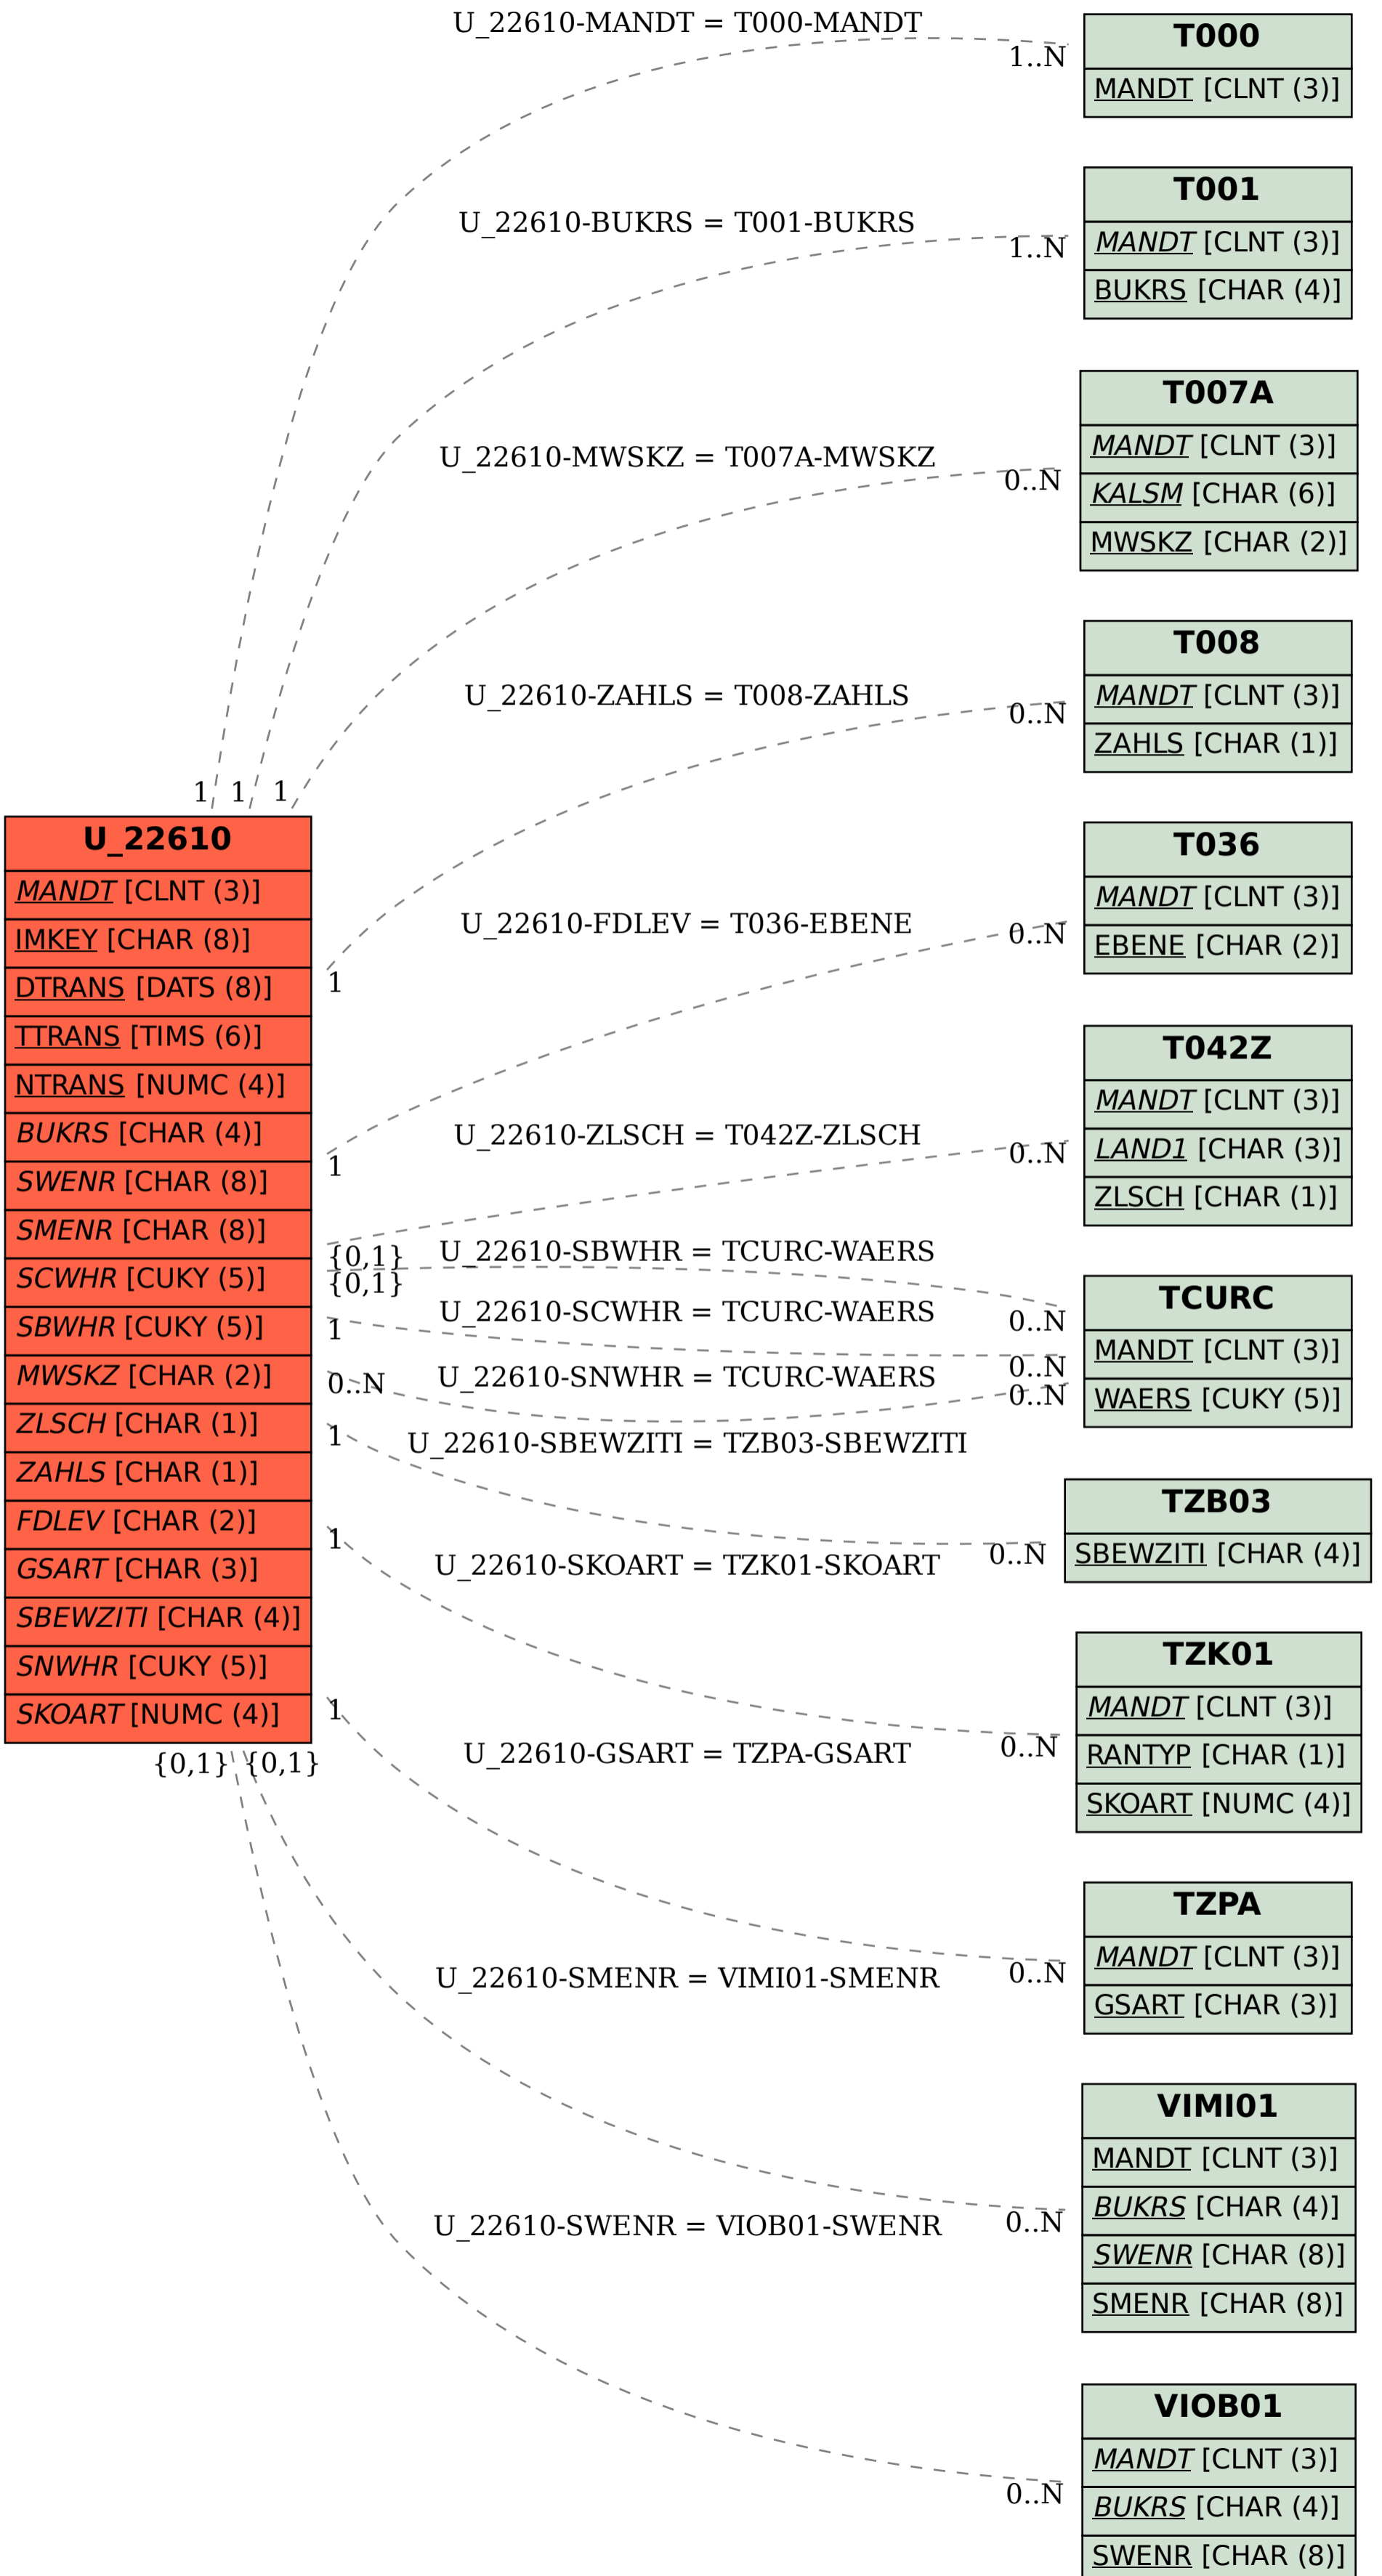 U_22610-MANDT = T000-MANDT
1..N
T000
MANDT [CLNT (3)]
U_22610-BUKRS = T001-BUKRS
1..N
T001
MANDT [CLNT (3)]
BUKRS [CHAR (4)]
U_22610-MWSKZ = T007A-MWSKZ
0..N
T007A
MANDT [CLNT (3)]
KALSM [CHAR (6)]
MWSKZ [CHAR (2)]
U_22610-ZAHLS = T008-ZAHLS
0..N
T008
MANDT [CLNT (3)]
ZAHLS [CHAR (1)]
1 1 1
U_22610
MANDT [CLNT (3)]
IMKEY [CHAR (8)]
DTRANS [DATS (8)]
TTRANS [TIMS (6)]
NTRANS [NUMC (4)]
BUKRS [CHAR (4)]
SWENR [CHAR (8)]
SMENR [CHAR (8)]
SCWHR [CUKY (5)]
SBWHR [CUKY (5)]
MWSKZ [CHAR (2)]
ZLSCH [CHAR (1)]
ZAHLS [CHAR (1)]
FDLEV [CHAR (2)]
GSART [CHAR (3)]
SBEWZITI [CHAR (4)]
SNWHR [CUKY (5)]
SKOART [NUMC (4)]
1
U_22610-FDLEV = T036-EBENE
0..N
T036
MANDT [CLNT (3)]
EBENE [CHAR (2)]
1
U_22610-ZLSCH = T042Z-ZLSCH
0..N
T042Z
MANDT [CLNT (3)]
LAND1 [CHAR (3)]
ZLSCH [CHAR (1)]
{0,1}
{0,1}
U_22610-SBWHR = TCURC-WAERS
0..N
1
U_22610-SCWHR = TCURC-WAERS
0..N
0..N
U_22610-SNWHR = TCURC-WAERS
0..N
TCURC
MANDT [CLNT (3)]
WAERS [CUKY (5)]
1
U_22610-SBEWZITI = TZB03-SBEWZITI
0..N
TZB03
SBEWZITI [CHAR (4)]
1
U_22610-SKOART = TZK01-SKOART
0..N
TZK01
MANDT [CLNT (3)]
RANTYP [CHAR (1)]
SKOART [NUMC (4)]
1
U_22610-GSART = TZPA-GSART
0..N
TZPA
MANDT [CLNT (3)]
GSART [CHAR (3)]
{0,1} {0,1}
U_22610-SMENR = VIMI01-SMENR
0..N
VIMI01
MANDT [CLNT (3)]
BUKRS [CHAR (4)]
SWENR [CHAR (8)]
SMENR [CHAR (8)]
U_22610-SWENR = VIOB01-SWENR
0..N
VIOB01
MANDT [CLNT (3)]
BUKRS [CHAR (4)]
SWENR [CHAR (8)]